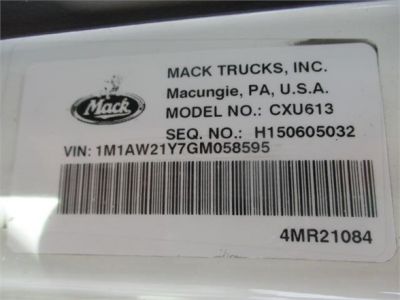 Mack
MACK TRUCKS, INC.
Macungie, PA, U.S.A.
MODEL NO.: CXU613
SEQ. NO.: H150605032
VIN: 1M1AW21Y7GM058595
4MR21084